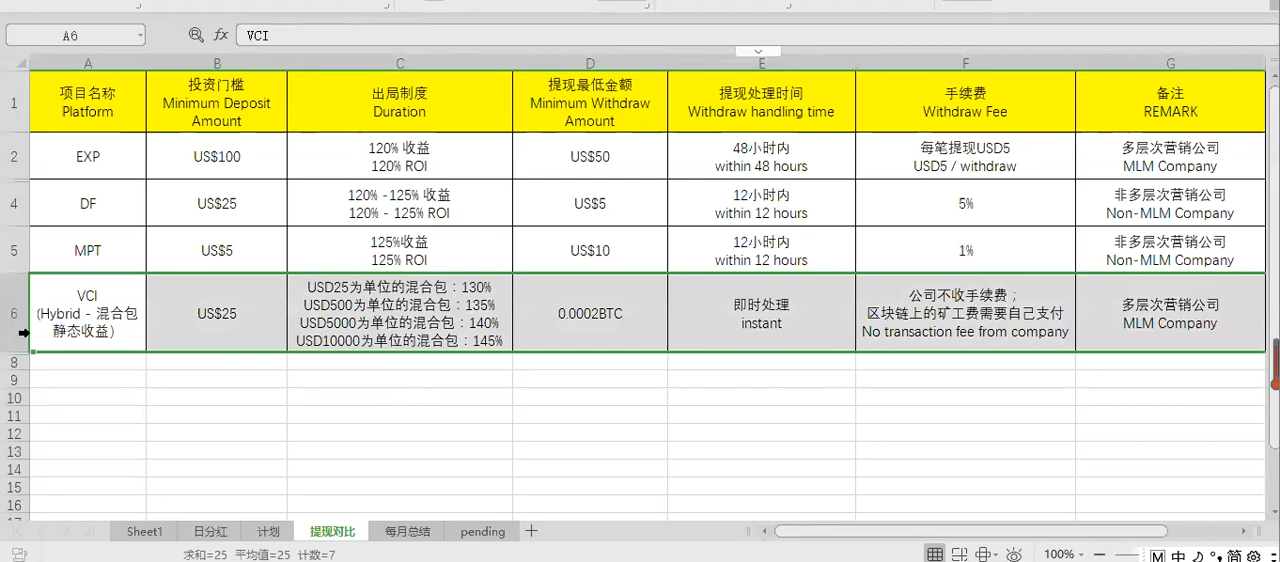 A6
fx
VCI
A
B
C
D
E
F
G
1
项目名称
Platform
投资门槛
Minimum Deposit
Amount
出局制度
Duration
提现最低金额
Minimum Withdraw
Amount
提现处理时间
Withdraw handling time
手续费
Withdraw Fee
备注
REMARK
2
EXP
US$100
120% 收益
120% ROI
US$50
48小时内
within 48 hours
每笔提现USD5
USD5 / withdraw
多层次营销公司
MLM Company
4
DF
US$25
120% -125% 收益
120% - 125% ROI
US$5
12小时内
within 12 hours
5%
非多层次营销公司
Non-MLM Company
5
MPT
US$5
125%收益
125% ROI
US$10
12小时内
within 12 hours
1%
非多层次营销公司
Non-MLM Company
6
VCI
(Hybrid - 混合包
静态收益)
US$25
USD25为单位的混合包：130%
USD500为单位的混合包：135%
USD5000为单位的混合包：140%
USD10000为单位的混合包：145%
0.0002BTC
即时处理
instant
公司不收手续费；
区块链上的矿工费需要自己支付
No transaction fee from company
多层次营销公司
MLM Company
8
9
10
11
12
13
14
15
16
Sheet1
日分红
计划
提现对比
每月总结
pending
求和=25 平均值=25 计数=7
100%
M 中 简